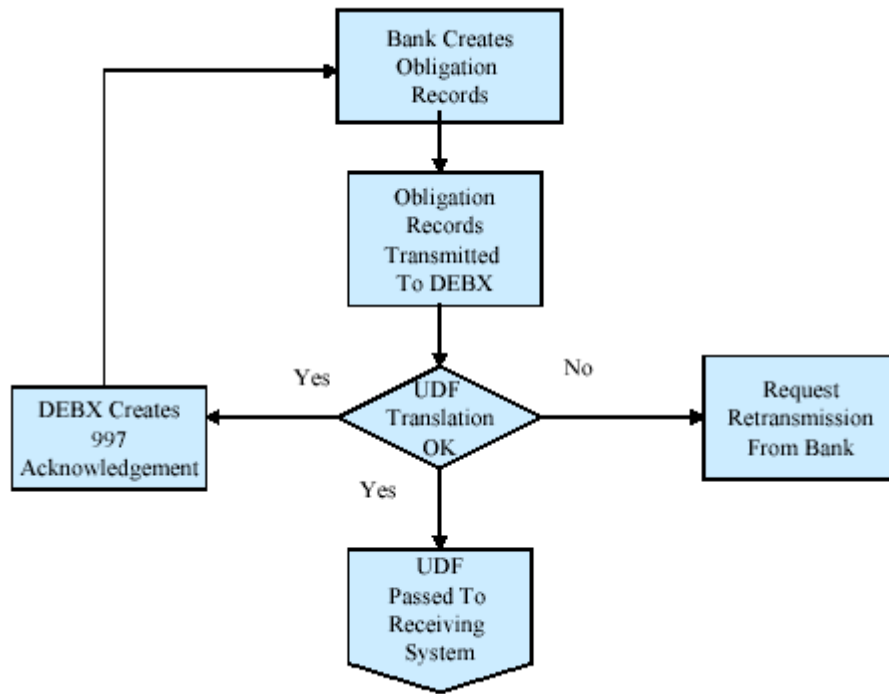 Bank Creates
Obligation
Records
Obligation
Records
Transmitted
To DEBX
Yes
No
DEBX Creates
997
Acknowledgement
UDF
Translation
OK
Request
Retransmission
From Bank
Yes
UDF
Passed To
Receiving
System